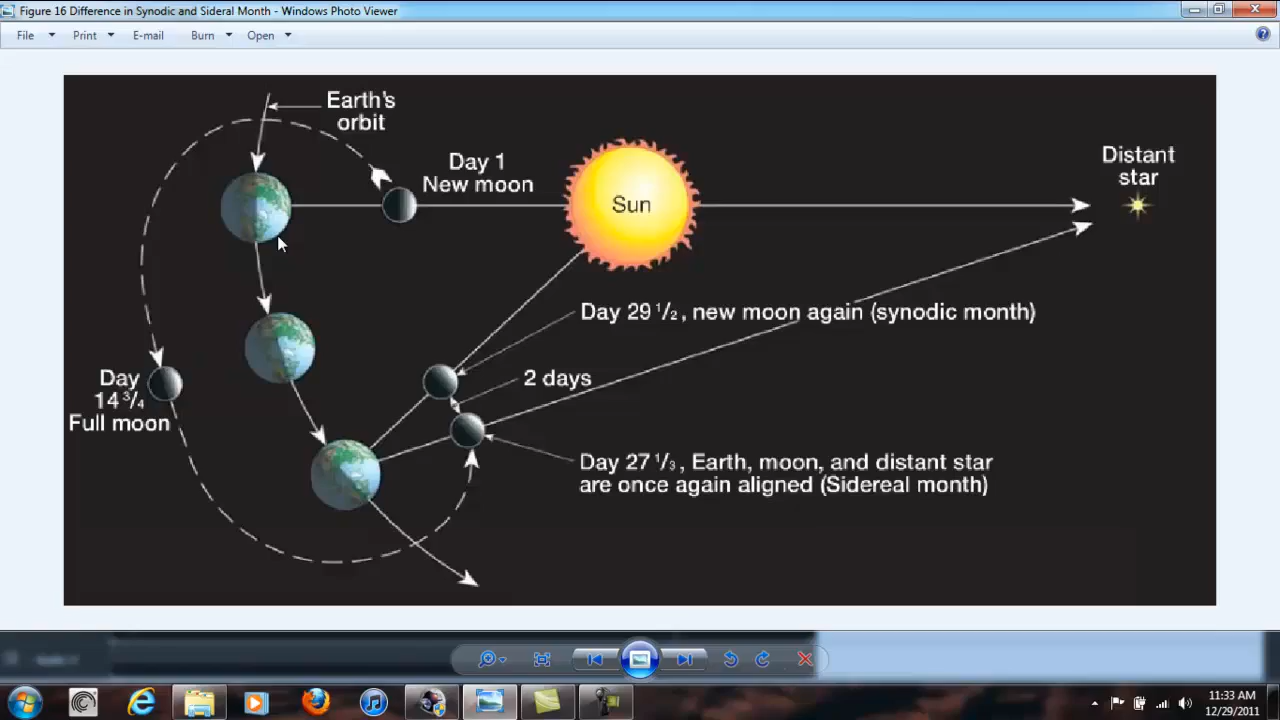 Figure 16 Difference in Synodic and Sideral Month - Windows Photo Viewer
File Print E-mail Burn Open
Earth's
orbit
Day 1
New moon
Sun
Distant
star
Day 29 1/2, new moon again (synodic month)
2 days
Day
14 3/4
Full moon
Day 27 1/3, Earth, moon, and distant star
are once again aligned (Sidereal month)
11:33 AM
12/29/2011